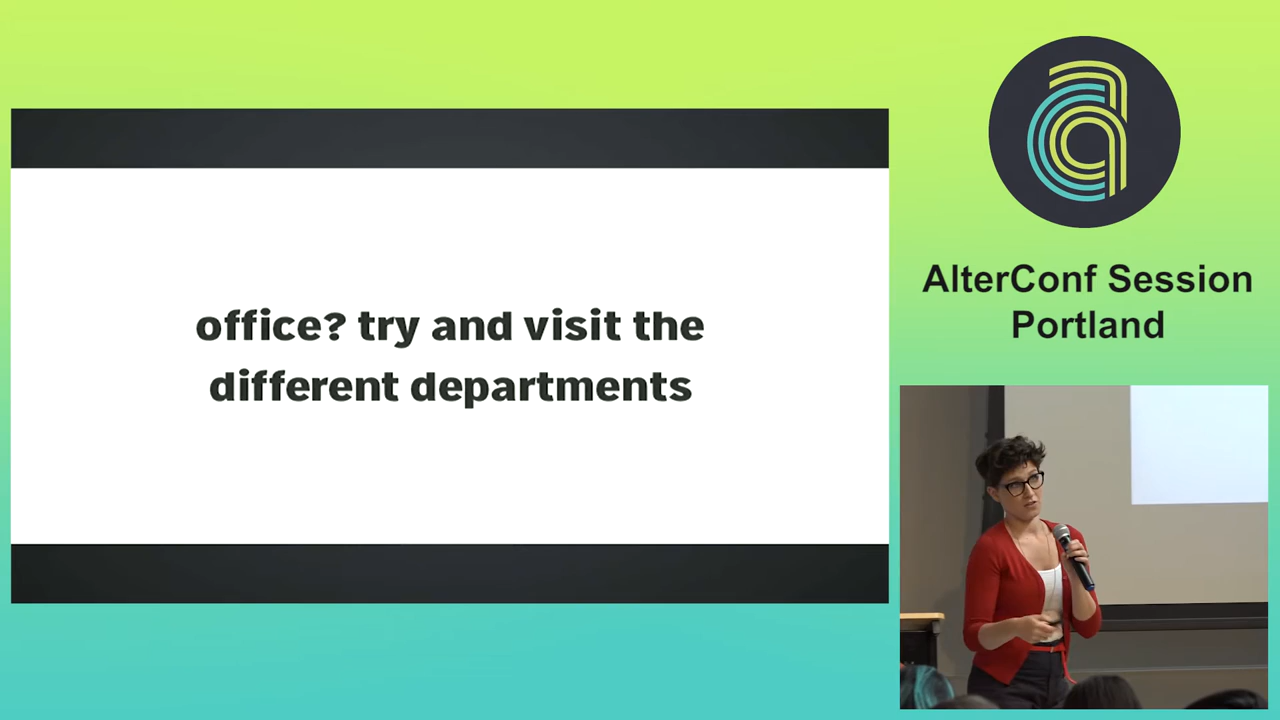 office? try and visit the
different departments
AlterConf Session
Portland